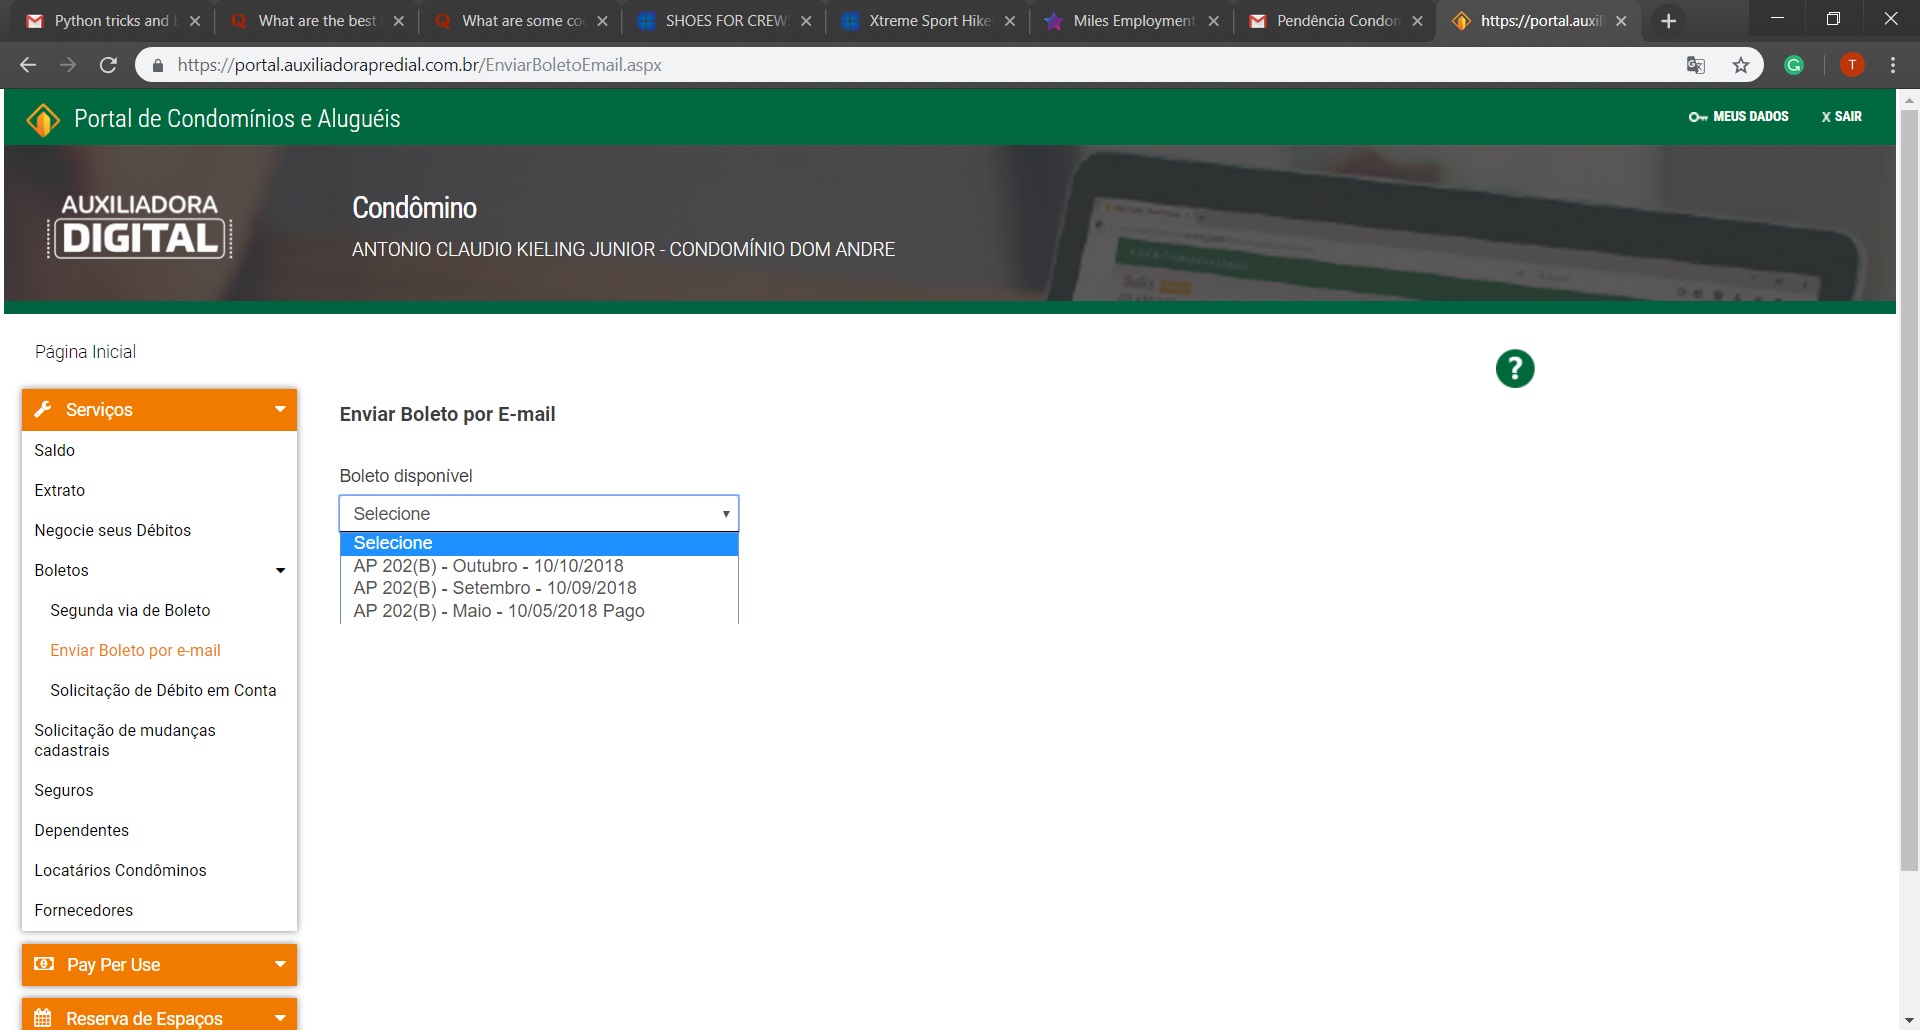 Python tricks and
What are the best
What are some co
SHOES FOR CREW
Xtreme Sport Hike
Miles Employment
Pendência Condon
https://portal.auxil
https://portal.auxiliadorapredial.com.br/EnviarBoletoEmail.aspx
T
Portal de Condomínios e Aluguéis
MEUS DADOS
X SAIR
AUXILIADORA
DIGITAL
Condômino
ANTONIO CLAUDIO KIELING JUNIOR - CONDOMÍNIO DOM ANDRE
Página Inicial
?
Serviços
Saldo
Extrato
Negocie seus Débitos
Boletos
Segunda via de Boleto
Enviar Boleto por e-mail
Solicitação de Débito em Conta
Solicitação de mudanças
cadastrais
Seguros
Dependentes
Locatários Condôminos
Fornecedores
Pay Per Use
Reserva de Espaços
Enviar Boleto por E-mail
Boleto disponível
Selecione
Selecione
AP 202(B) - Outubro - 10/10/2018
AP 202(B) - Setembro - 10/09/2018
AP 202(B) - Maio - 10/05/2018 Pago